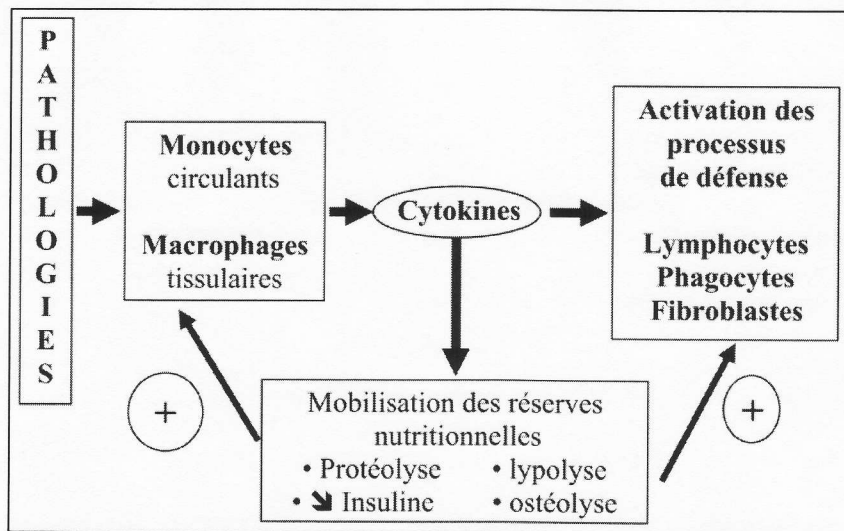 PATHOLOGIES
Monocytes
circulants
Macrophages
tissulaires
Cytokines
Activation des
processus
de défense
Lymphocytes
Phagocytes
Fibroblastes
+
Mobilisation des réserves
nutritionnelles
• Protéolyse • lypolyse
• ➘ Insuline • ostéolyse
+